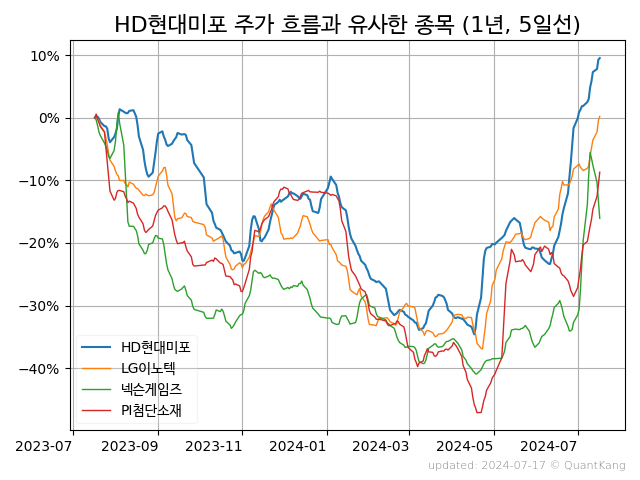 HD현대미포 주가 흐름과 유사한 종목 (1년, 5일선)
10%
0%
−10%
−20%
−30%
−40%
HD현대미포
LG이노텍
넥슨게임즈
PI첨단소재
2023-07 2023-09 2023-11 2024-01 2024-03 2024-05 2024-07
updated: 2024-07-17 © QuantKang